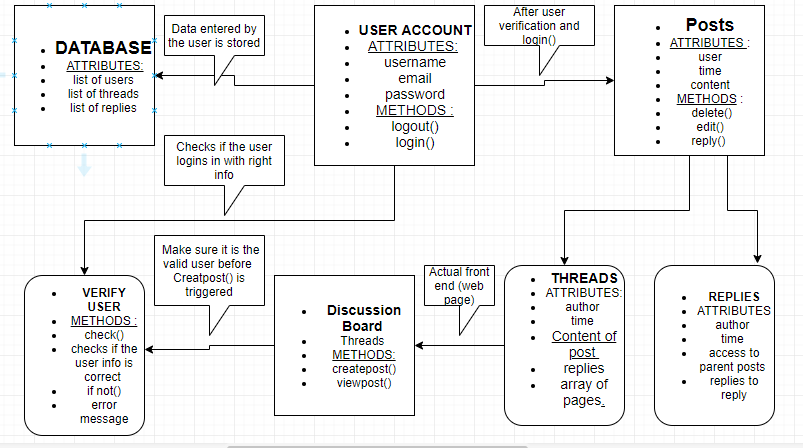 DATABASE
ATTRIBUTES:
list of users
list of threads
list of replies
Data entered by
the user is stored
USER ACCOUNT
ATTRIBUTES:
username
email
password
METHODS :
logout()
login()
After user
verification and
login()
Posts
ATTRIBUTES :
user
time
content
METHODS :
delete()
edit()
reply()
Checks if the user
logins in with right
info
VERIFY
USER
METHODS :
check()
checks if the
user info is
correct
if not()
error
message
Make sure it is the
valid user before
Creatpost() is
triggered
Discussion
Board
Threads
METHODS:
createpost()
viewpost()
Actual front
end (web
page)
THREADS
ATTRIBUTES:
author
time
Content of
post
replies
array of
pages.
REPLIES
ATTRIBUTES
author
time
access to
parent posts
replies to
reply